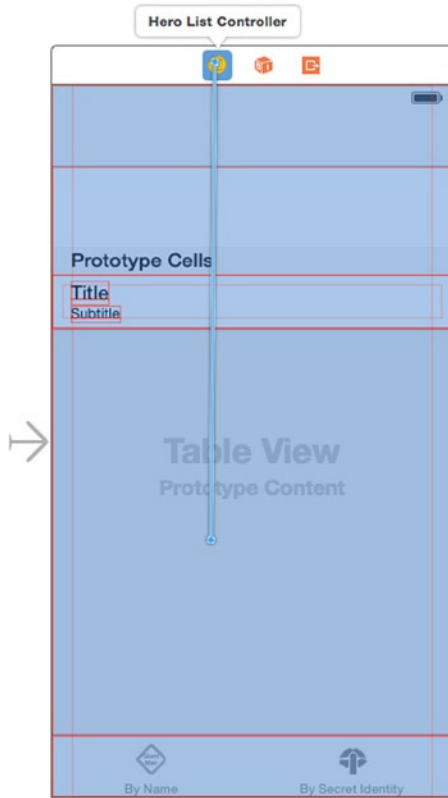 Hero List Controller
Prototype Cells
Title
Subtitle
Table View
Prototype Content
By Name
By Secret Identity